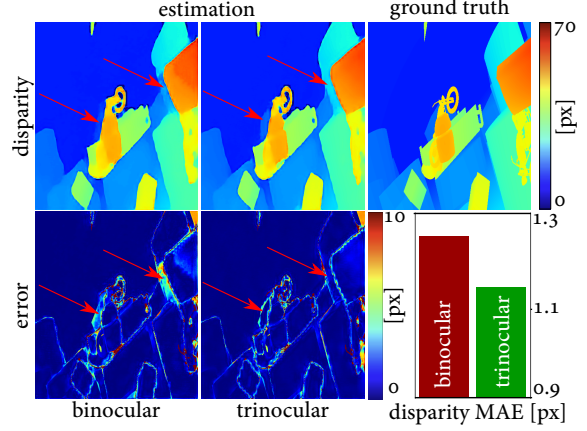 estimation
ground truth
disparity
70
[px]
0
error
10
[px]
0
1.3
1.1
0.9
binocular
trinocular
binocular
trinocular
disparity MAE [px]